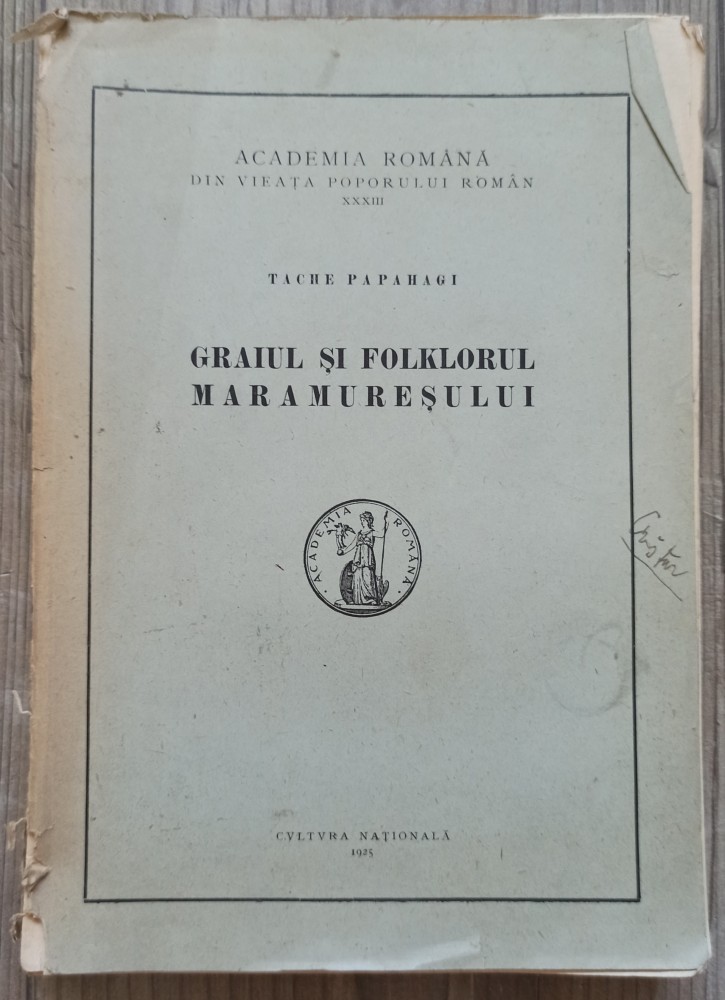 ACADEMIA ROMÂNĂ
DIN VIEAȚA POPORULUI ROMÂN
XXXIII
TACHE PAPAHAGI
GRAIUL ȘI FOLKLORUL
MARAMUREȘULUI
ACADEMIA ROMÂNĂ
CVLTVRA NAȚIONALĂ
1925